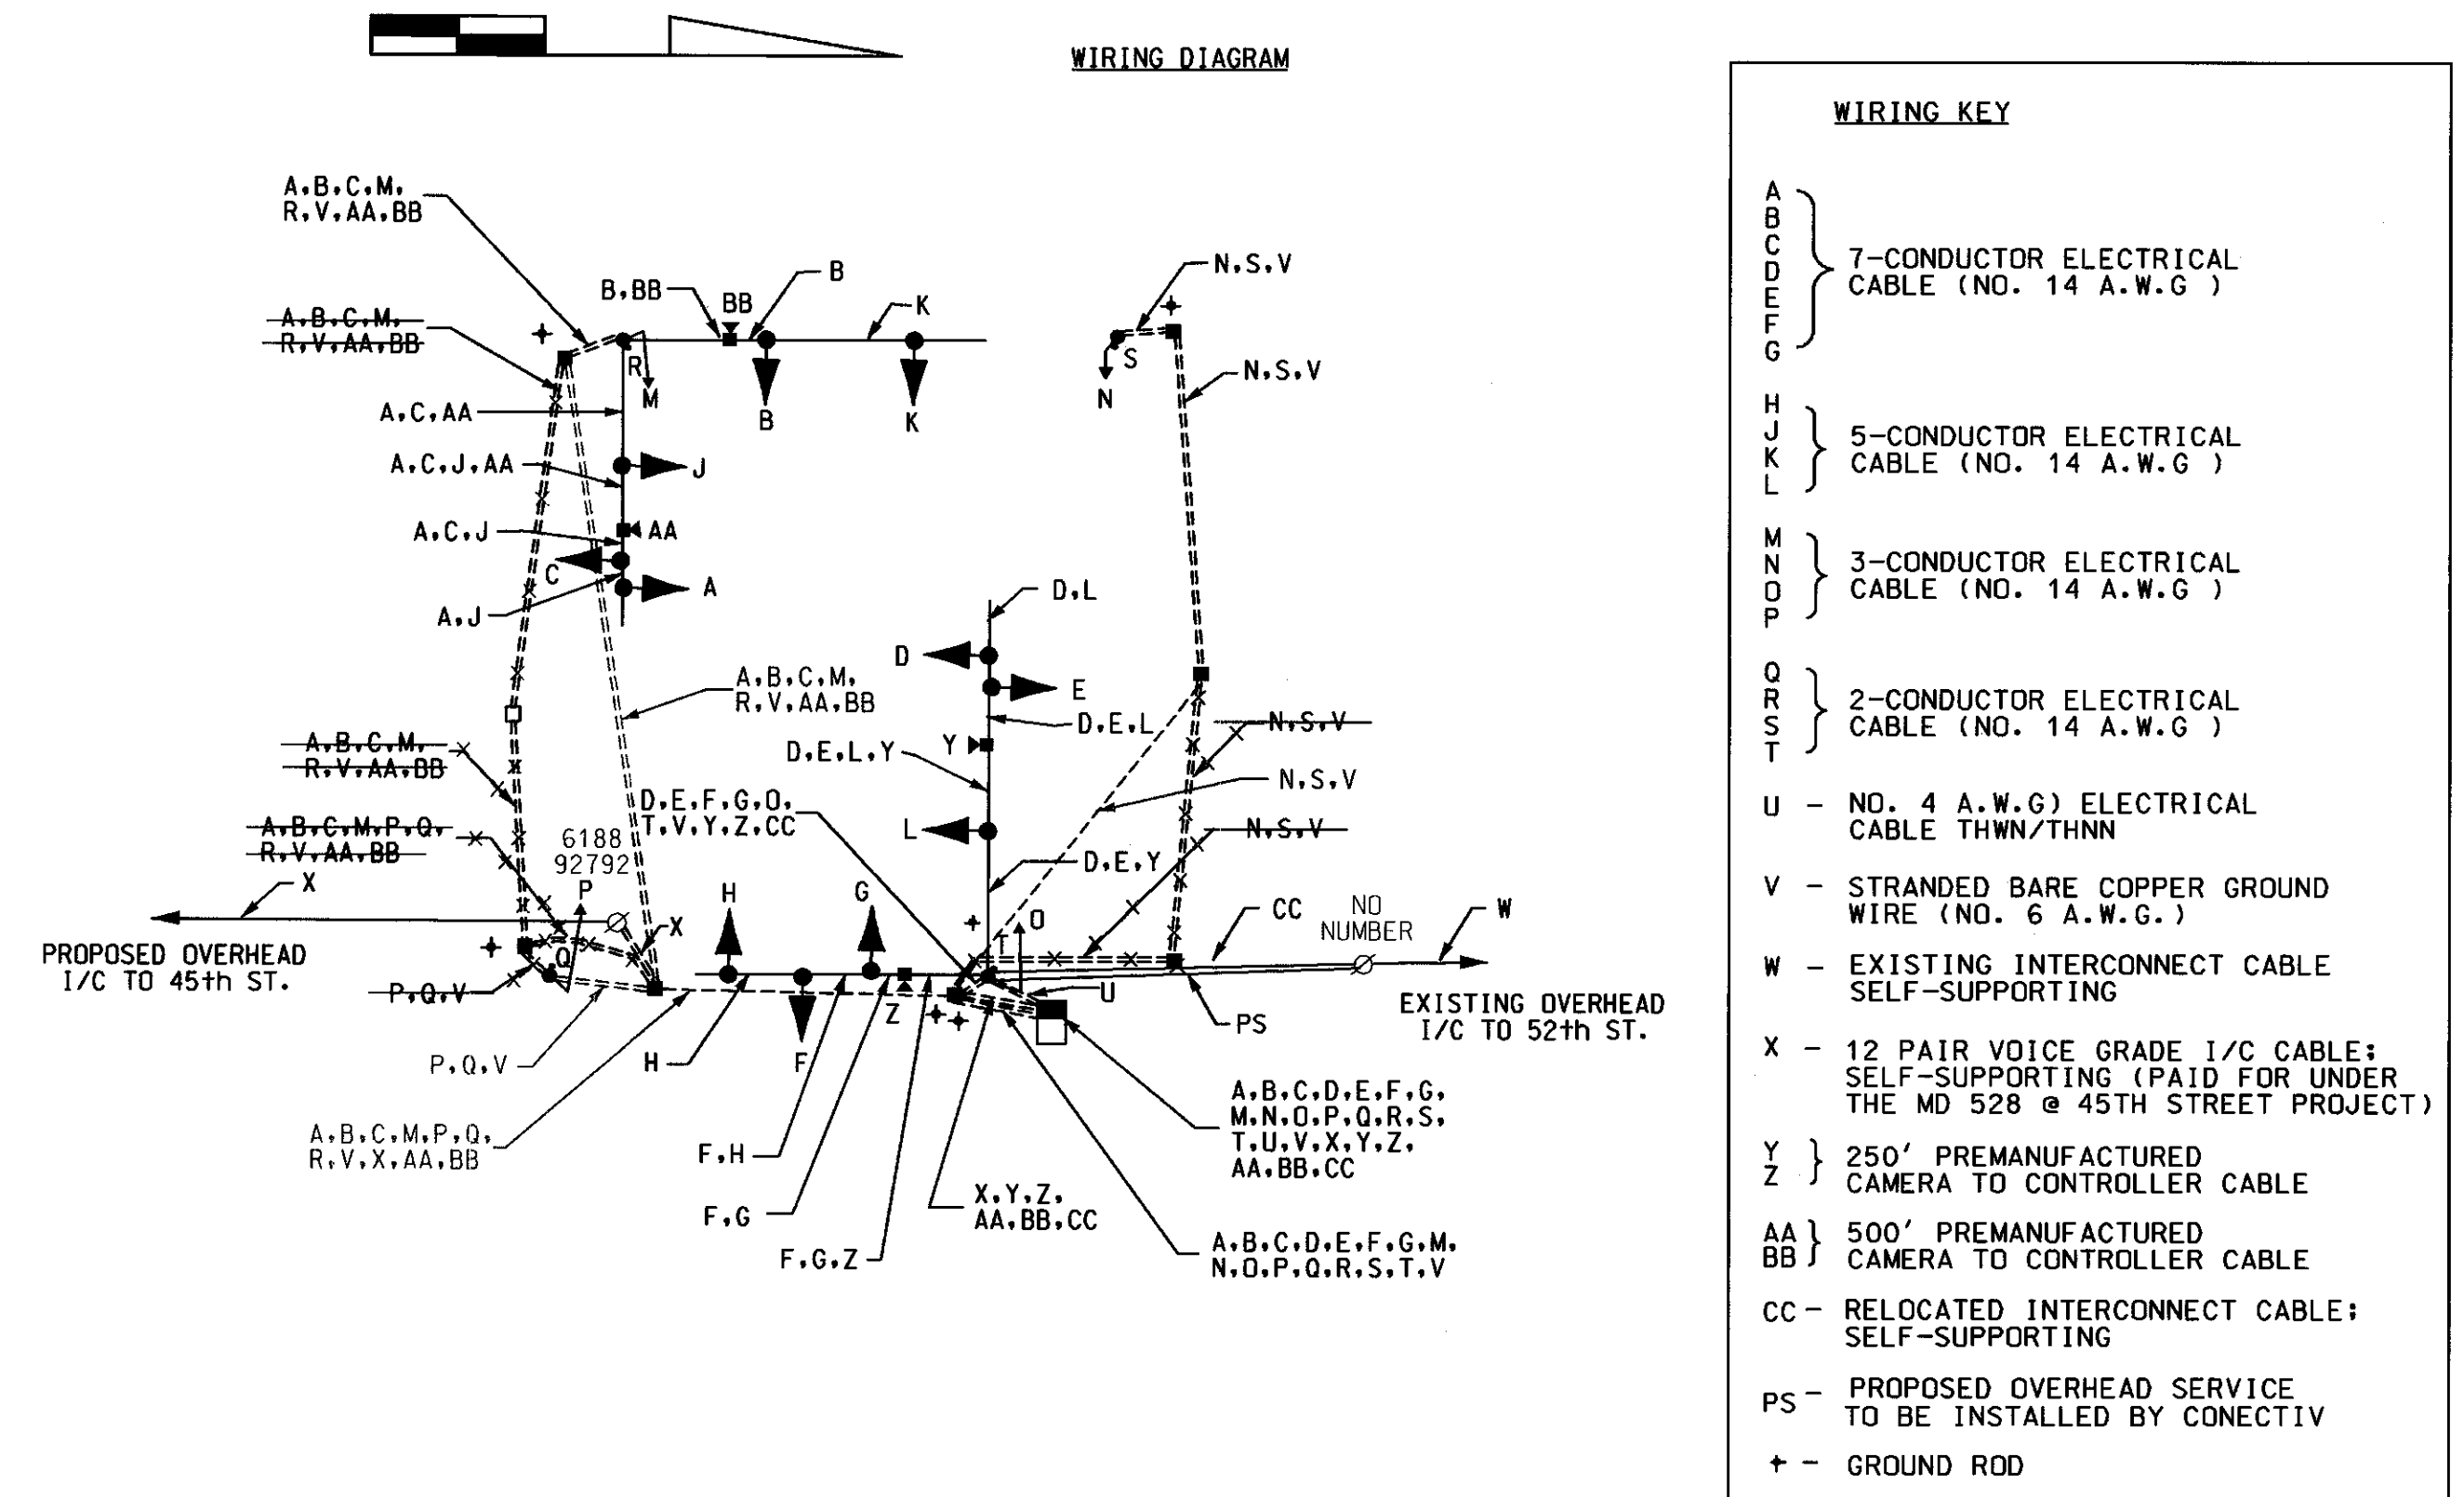 WIRING DIAGRAM
A,B,C,M,
R,V,AA,BB
B
B,BB
BB
K
N,S,V
A,B,C,M,
R,V,AA,BB
R
M
S
N
N,S,V
A,C,AA
B
K
A,C,J,AA
J
A,C,J
AA
C
A
A,J
D,L
D
E
A,B,C,M,
R,V,AA,BB
D,E,L
N,S,V
A,B,C,M,
R,V,AA,BB
Y
D,E,L,Y
N,S,V
D,E,F,G,O,
T,V,Y,Z,CC
A,B,C,M,P,Q,
R,V,AA,BB
6188
92792
L
N,S,V
D,E,Y
X
P
H
G
O
CC
NO
NUMBER
W
X
T
PROPOSED OVERHEAD
I/C TO 45th ST.
Q
P,Q,V
Z
U
PS
EXISTING OVERHEAD
I/C TO 52th ST.
P,Q,V
H
F
A,B,C,D,E,F,G,
M,N,O,P,Q,R,S,
T,U,V,X,Y,Z,
AA,BB,CC
A,B,C,M,P,Q,
R,V,X,AA,BB
F,H
X,Y,Z,
AA,BB,CC
F,G
F,G,Z
A,B,C,D,E,F,G,M,
N,O,P,Q,R,S,T,V
WIRING KEY
A
B
C
D
E
F
G
7-CONDUCTOR ELECTRICAL
CABLE (NO. 14 A.W.G )
H
J
K
L
5-CONDUCTOR ELECTRICAL
CABLE (NO. 14 A.W.G )
M
N
O
P
3-CONDUCTOR ELECTRICAL
CABLE (NO. 14 A.W.G )
Q
R
S
T
2-CONDUCTOR ELECTRICAL
CABLE (NO. 14 A.W.G )
U - NO. 4 A.W.G) ELECTRICAL
CABLE THWN/THNN
V - STRANDED BARE COPPER GROUND
WIRE (NO. 6 A.W.G.)
W - EXISTING INTERCONNECT CABLE
SELF-SUPPORTING
X - 12 PAIR VOICE GRADE I/C CABLE;
SELF-SUPPORTING (PAID FOR UNDER
THE MD 528 @ 45TH STREET PROJECT)
Y
Z
250' PREMANUFACTURED
CAMERA TO CONTROLLER CABLE
AA
BB
500' PREMANUFACTURED
CAMERA TO CONTROLLER CABLE
CC - RELOCATED INTERCONNECT CABLE;
SELF-SUPPORTING
PS - PROPOSED OVERHEAD SERVICE
TO BE INSTALLED BY CONECTIV
- GROUND ROD